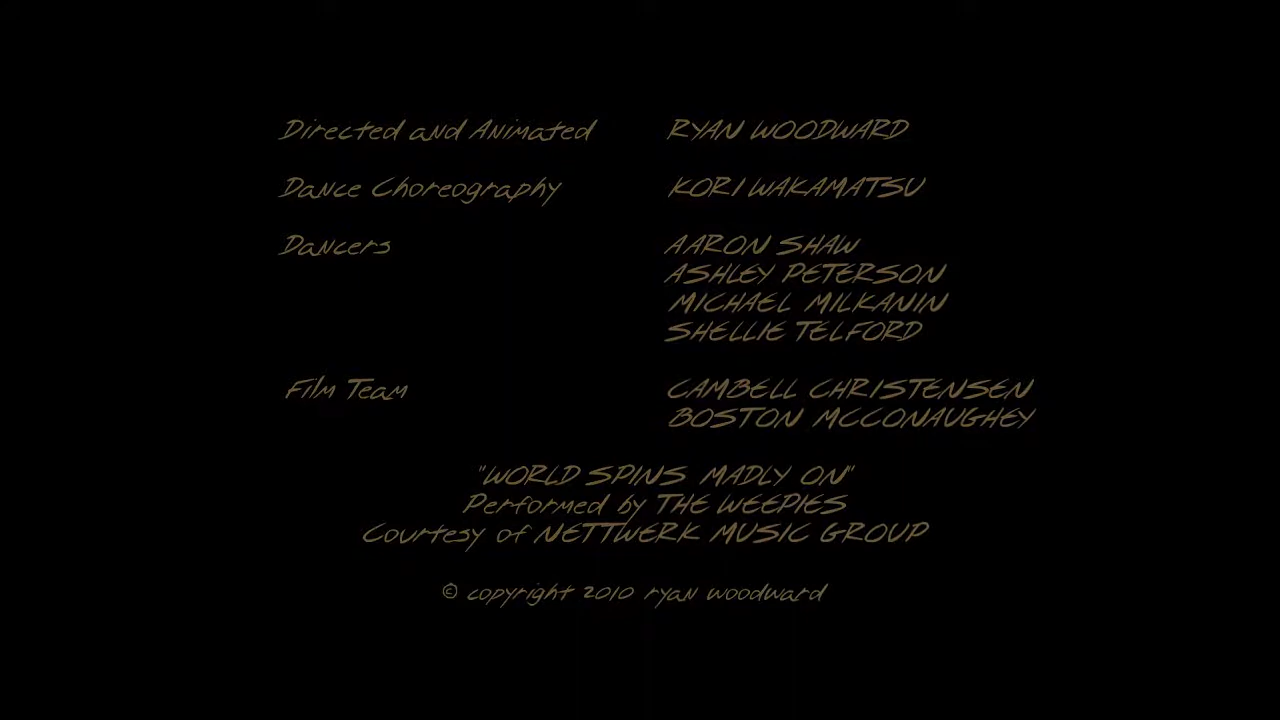 Directed and Animated RYAN WOODWARD
Dance Choreography KORI WAKAMATSU
Dancers AARON SHAW
ASHLEY PETERSON
MICHAEL MILKANIN
SHELLIE TELFORD
Film Team CAMBELL CHRISTENSEN
BOSTON MCCONAUGHEY
"WORLD SPINS MADLY ON"
Performed by THE WEEPIES
Courtesy of NETTWERK MUSIC GROUP
© copyright 2010 ryan woodward